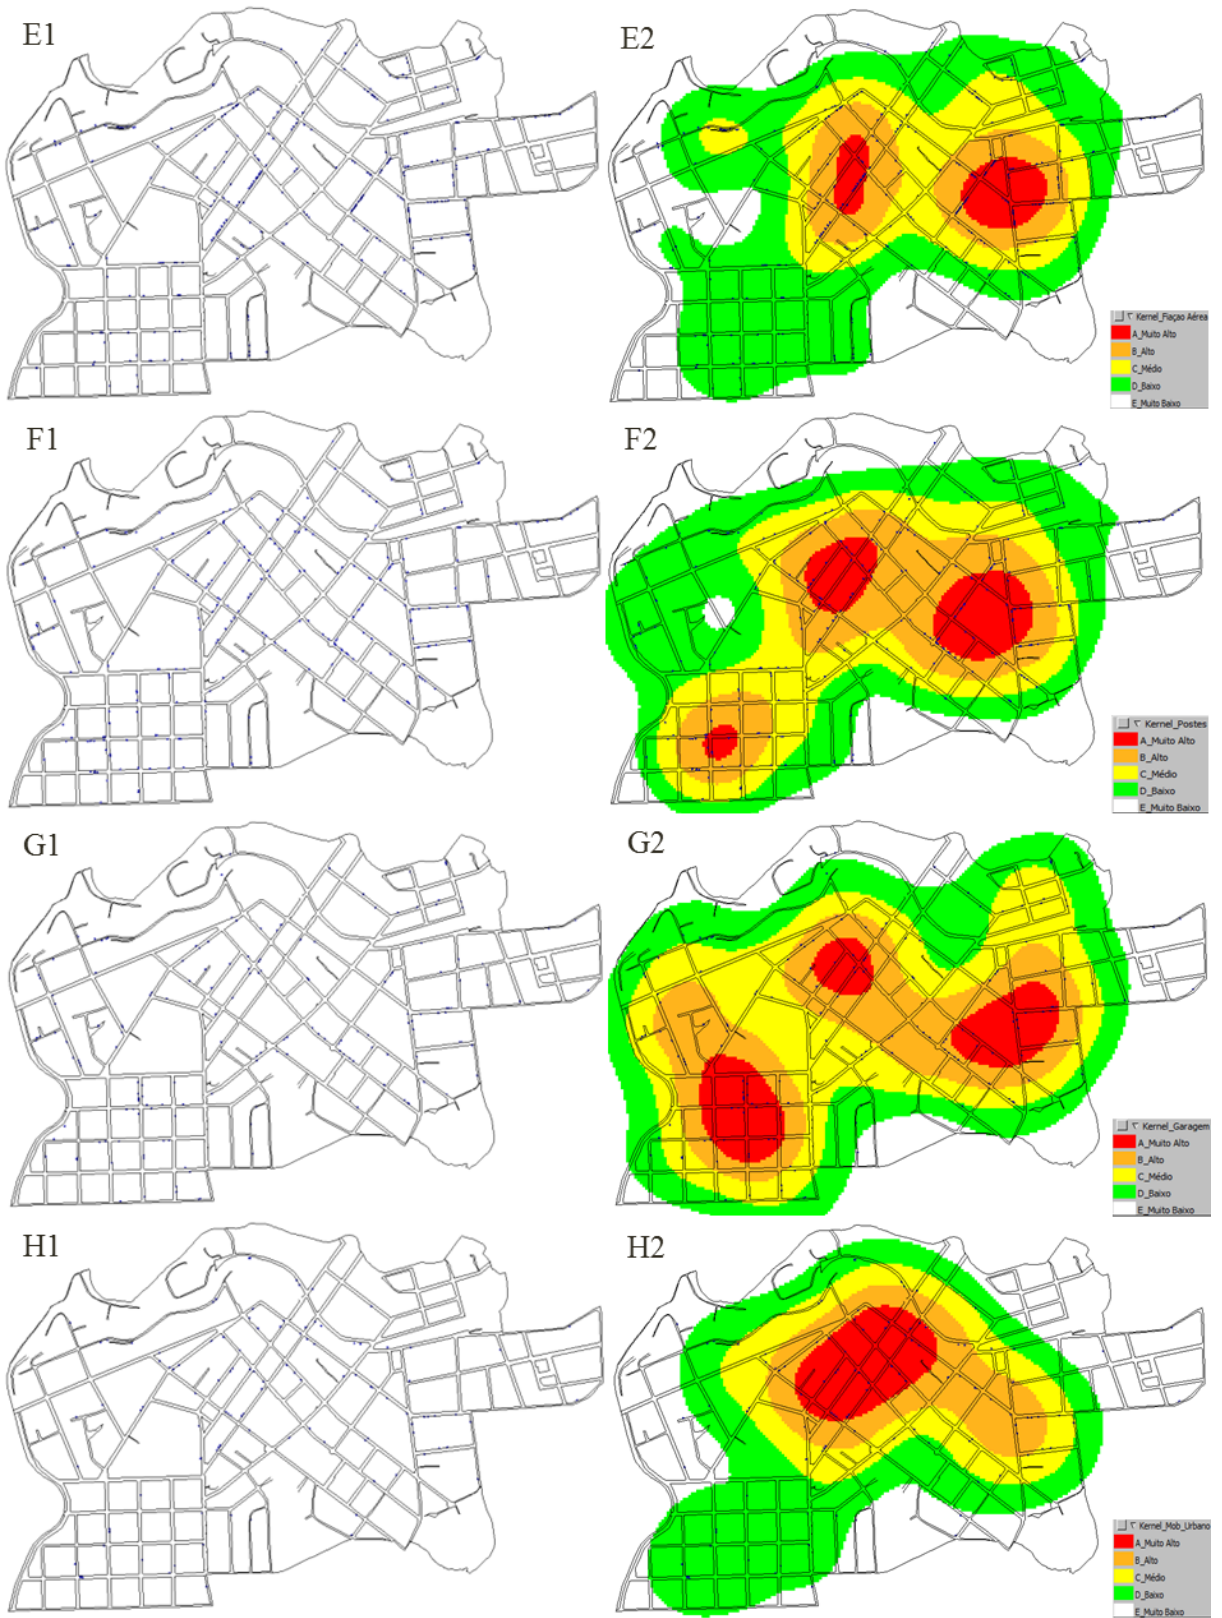 E1
E2
Kernel_Fiaçao Aérea
A_Muito Alto
B_Alto
C_Médio
D_Baixo
E_Muito Baixo
F1
F2
Kernel_Postes
A_Muito Alto
B_Alto
C_Médio
D_Baixo
E_Muito Baixo
G1
G2
Kernel_Garagem
A_Muito Alto
B_Alto
C_Médio
D_Baixo
E_Muito Baixo
H1
H2
Kernel_Mob_Urbano
A_Muito Alto
B_Alto
C_Médio
D_Baixo
E_Muito Baixo